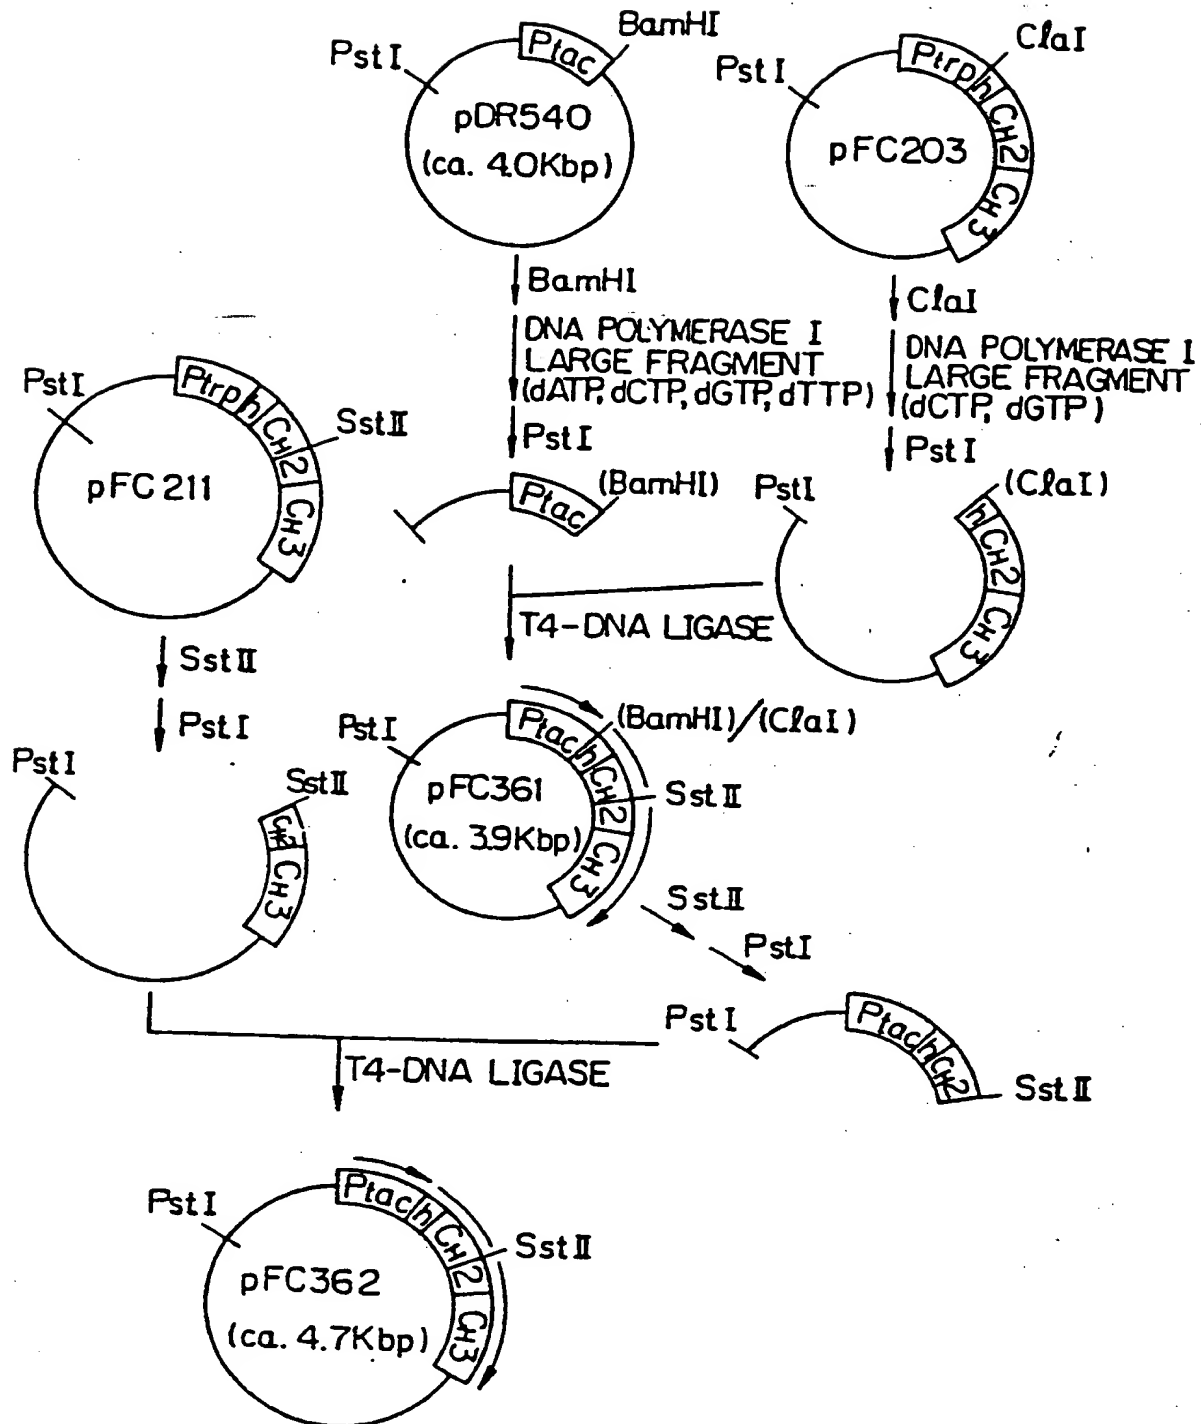 PstI
Ptac
BamHI
pDR540
(ca. 4.0Kbp)
PstI
Ptrp
h
ClaI
CH2
CH3
pFC203
BamHI
DNA POLYMERASE I
LARGE FRAGMENT
(dATP, dCTP, dGTP, dTTP)
PstI
ClaI
DNA POLYMERASE I
LARGE FRAGMENT
(dCTP, dGTP)
PstI
PstI
Ptrp
h
CH2
SstII
CH3
pFC211
Ptac
(BamHI)
PstI
(ClaI)
h
CH2
CH3
T4-DNA LIGASE
SstII
PstI
PstI
SstII
CH2
CH3
PstI
Ptac
h
(BamHI)/(ClaI)
CH2
SstII
CH3
pFC361
(ca. 3.9Kbp)
SstII
PstI
PstI
Ptac
h
CH2
SstII
T4-DNA LIGASE
PstI
Ptac
h
CH2
SstII
CH3
pFC362
(ca. 4.7Kbp)